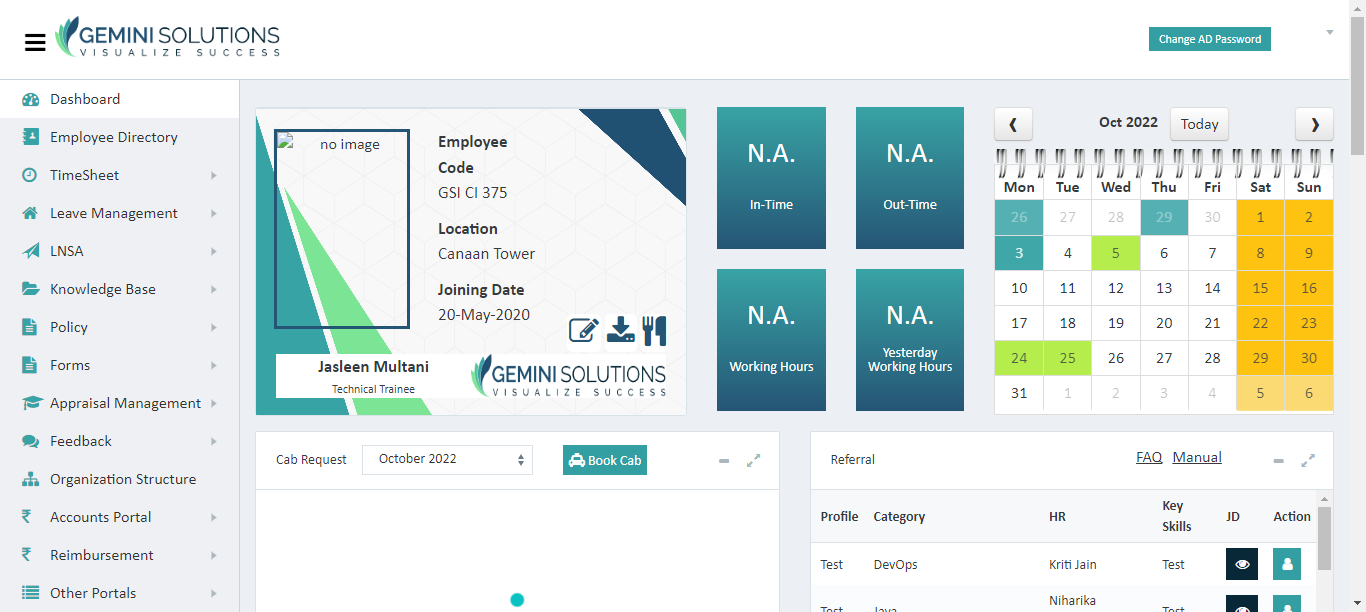 GEMINI SOLUTIONS
VISUALIZE SUCCESS
Change AD Password
Dashboard
Employee Directory
TimeSheet
Leave Management
LNSA
Knowledge Base
Policy
Forms
Appraisal Management
Feedback
Organization Structure
Accounts Portal
Reimbursement
Other Portals
no image
Employee
Code
GSI CI 375
Location
Canaan Tower
Joining Date
20-May-2020
Jasleen Multani
Technical Trainee
GEMINI SOLUTIONS
VISUALIZE SUCCESS
N.A.
In-Time
N.A.
Out-Time
N.A.
Working Hours
N.A.
Yesterday
Working Hours
❮ Oct 2022 Today ❯
Mon Tue Wed Thu Fri Sat Sun
26 27 28 29 30 1 2
3 4 5 6 7 8 9
10 11 12 13 14 15 16
17 18 19 20 21 22 23
24 25 26 27 28 29 30
31 1 2 3 4 5 6
Cab Request October 2022 Book Cab
Referral FAQ Manual
Profile Category HR Key Skills JD Action
Test DevOps Kriti Jain Test
Test Java Niharika Test